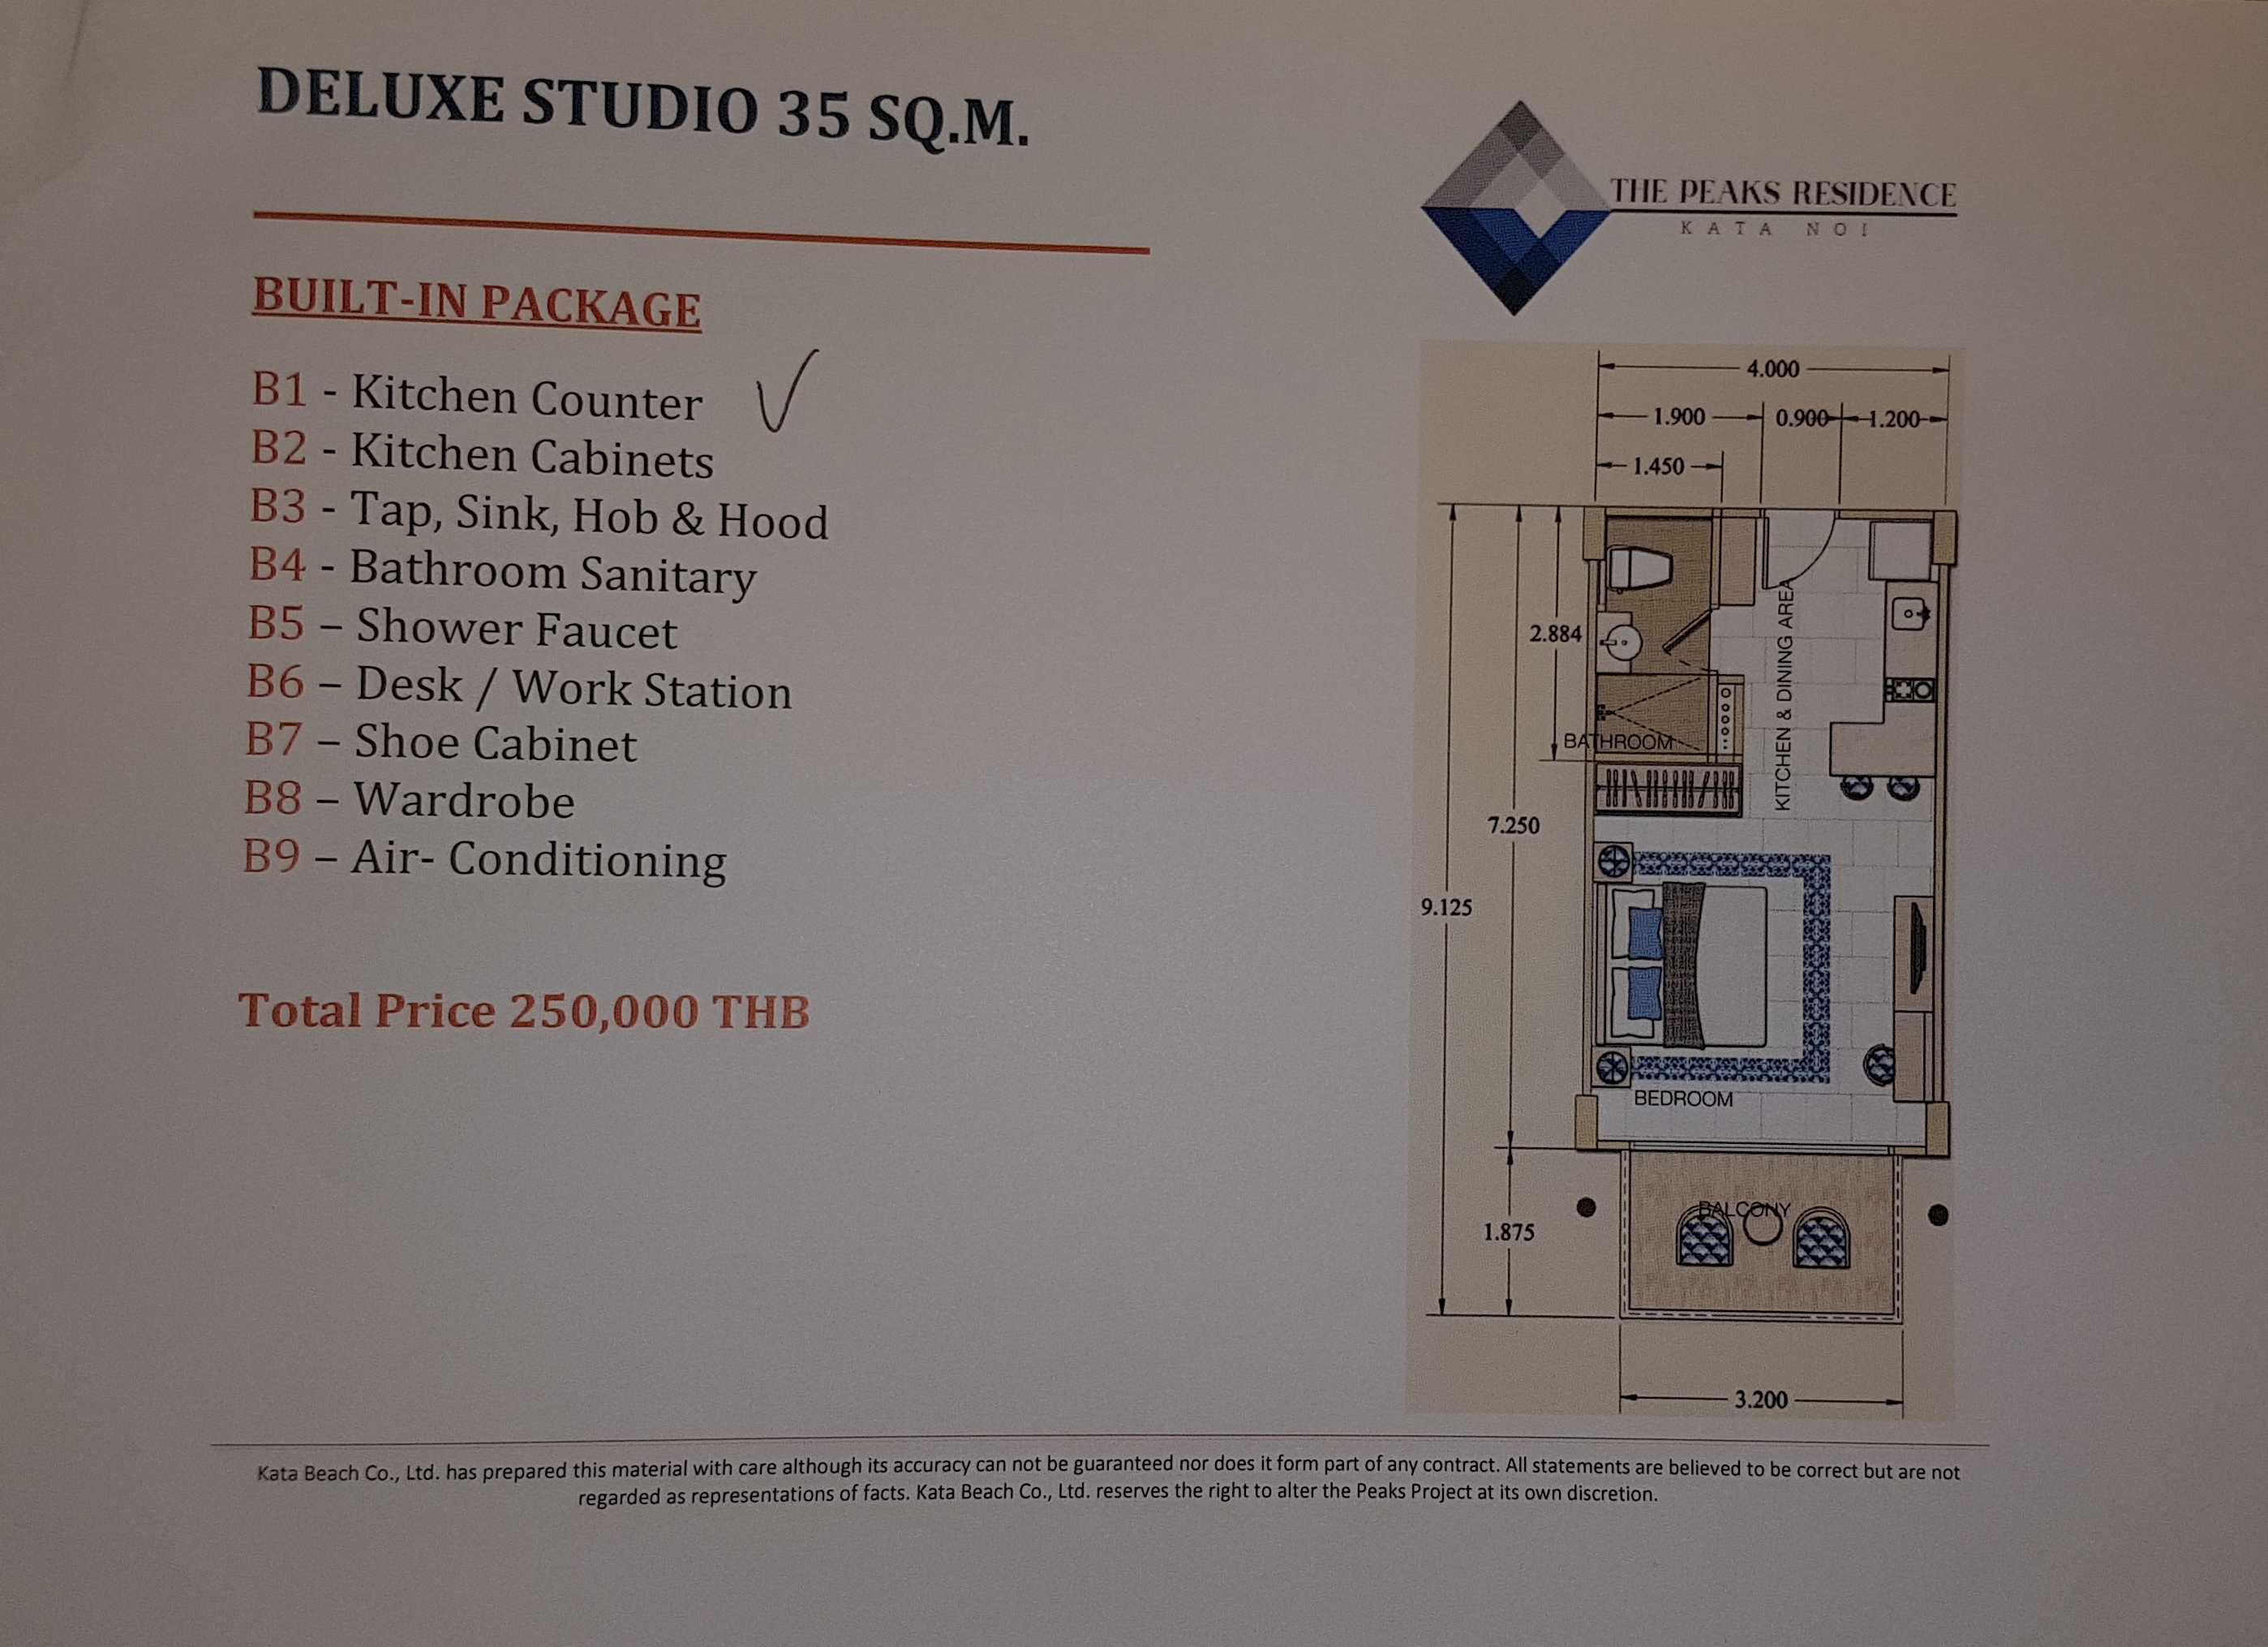 DELUXE STUDIO 35 SQ.M.
THE PEAKS RESIDENCE
KATA NOI
BUILT-IN PACKAGE
B1 - Kitchen Counter ✓
B2 - Kitchen Cabinets
B3 - Tap, Sink, Hob & Hood
B4 - Bathroom Sanitary
B5 – Shower Faucet
B6 – Desk / Work Station
B7 – Shoe Cabinet
B8 – Wardrobe
B9 – Air- Conditioning
Total Price 250,000 THB
4.000
1.900 0.900 1.200
1.450
2.884
KITCHEN & DINING AREA
BATHROOM
7.250
9.125
BEDROOM
BALCONY
1.875
3.200
Kata Beach Co., Ltd. has prepared this material with care although its accuracy can not be guaranteed nor does it form part of any contract. All statements are believed to be correct but are not
regarded as representations of facts. Kata Beach Co., Ltd. reserves the right to alter the Peaks Project at its own discretion.